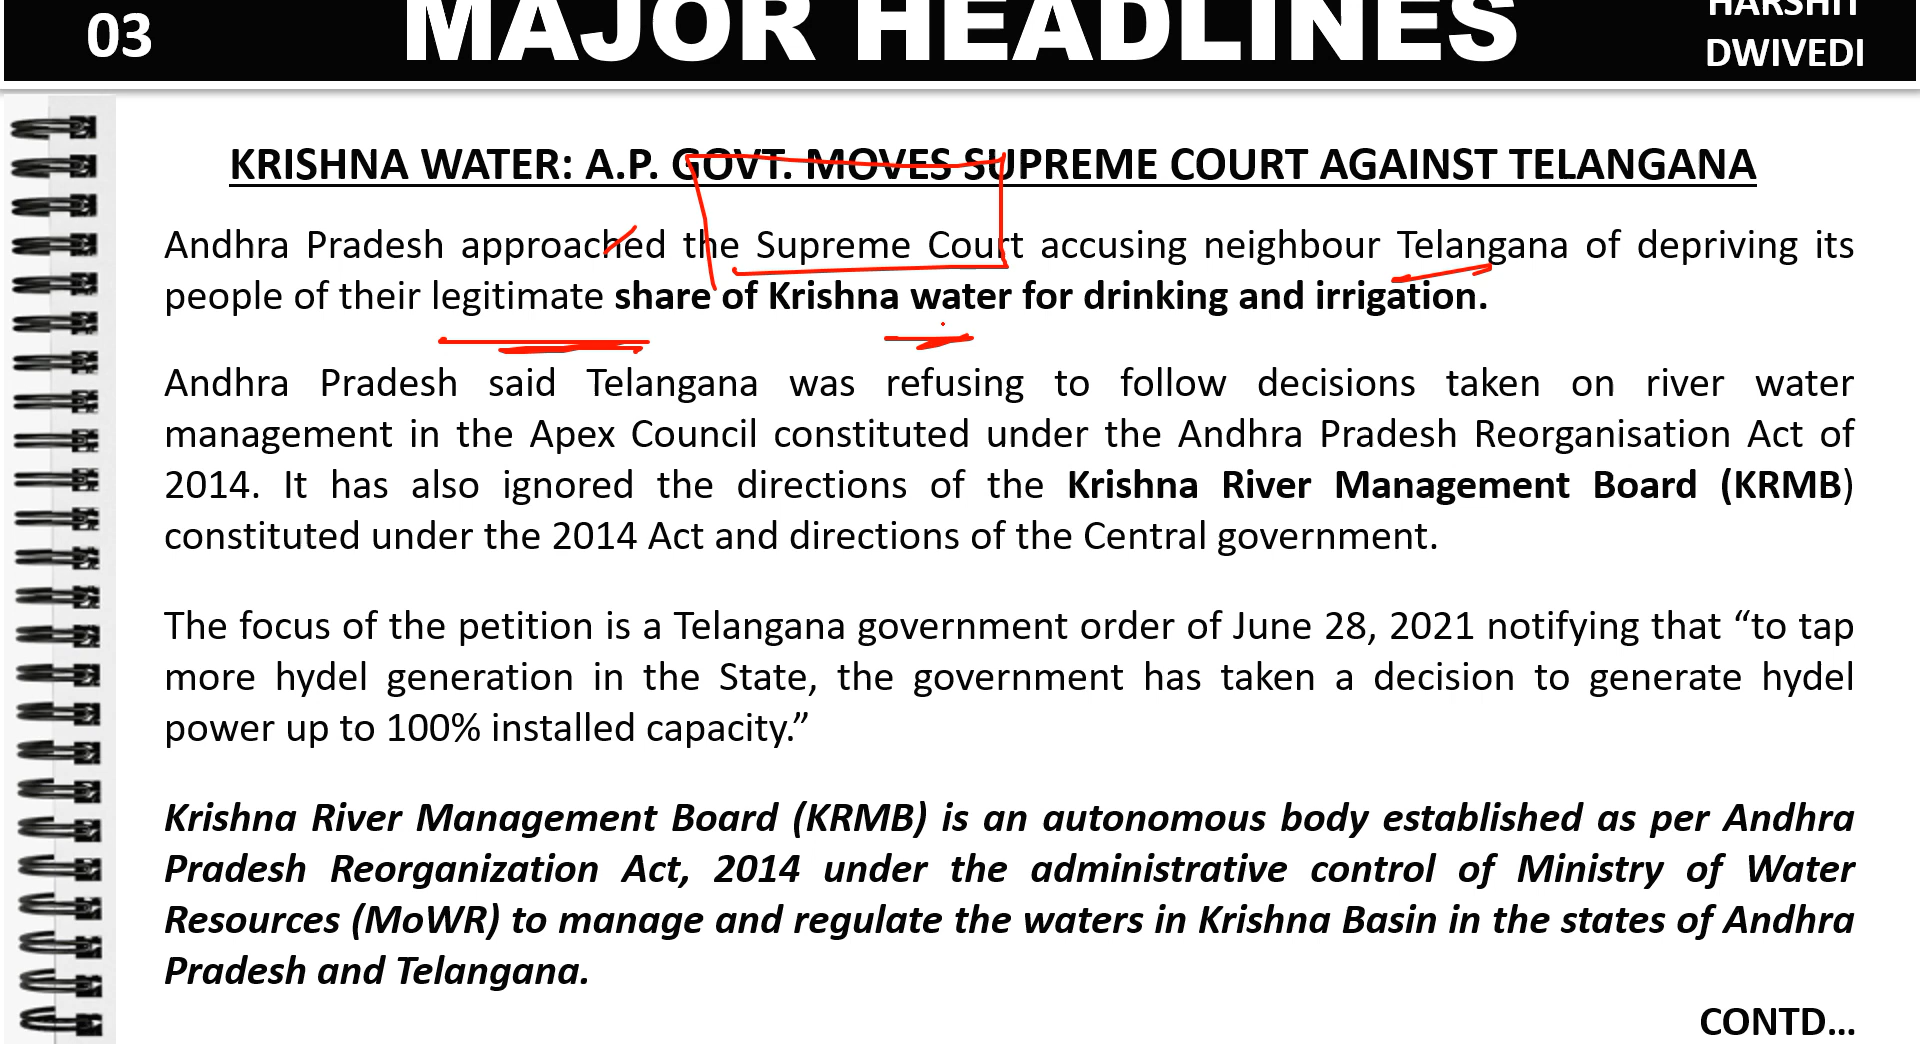 03
MAJOR HEADLINES
HARSHIT
DWIVEDI
KRISHNA WATER: A.P. GOVT. MOVES SUPREME COURT AGAINST TELANGANA
Andhra Pradesh approached the Supreme Court accusing neighbour Telangana of depriving its
people of their legitimate share of Krishna water for drinking and irrigation.
Andhra Pradesh said Telangana was refusing to follow decisions taken on river water
management in the Apex Council constituted under the Andhra Pradesh Reorganisation Act of
2014. It has also ignored the directions of the Krishna River Management Board (KRMB)
constituted under the 2014 Act and directions of the Central government.
The focus of the petition is a Telangana government order of June 28, 2021 notifying that “to tap
more hydel generation in the State, the government has taken a decision to generate hydel
power up to 100% installed capacity.”
Krishna River Management Board (KRMB) is an autonomous body established as per Andhra
Pradesh Reorganization Act, 2014 under the administrative control of Ministry of Water
Resources (MoWR) to manage and regulate the waters in Krishna Basin in the states of Andhra
Pradesh and Telangana.
CONTD...